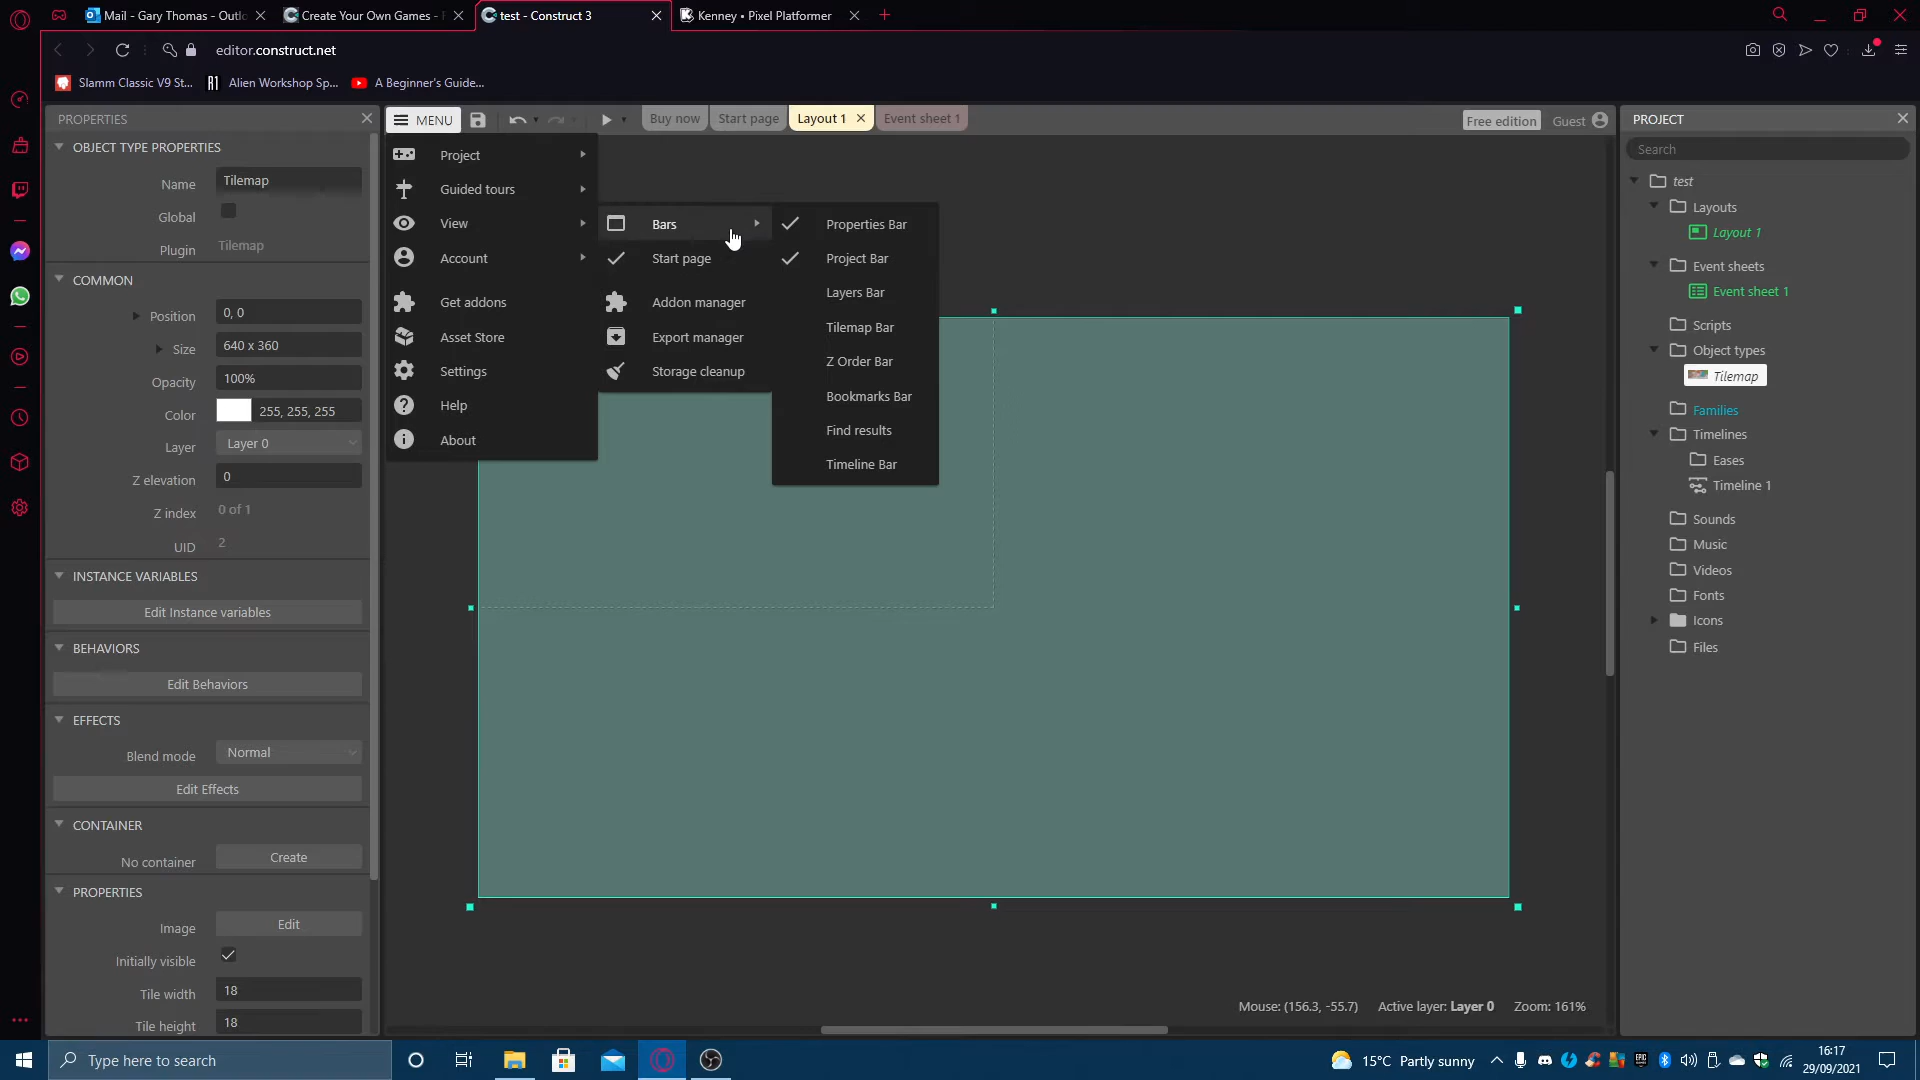 Mail - Gary Thomas - Outlo
Create Your Own Games - F
test - Construct 3
Kenney • Pixel Platformer
editor.construct.net
Slamm Classic V9 St...
R1 Alien Workshop Sp...
A Beginner's Guide...
PROPERTIES
OBJECT TYPE PROPERTIES
Name Tilemap
Global
Plugin Tilemap
COMMON
Position 0, 0
Size 640 x 360
Opacity 100%
Color 255, 255, 255
Layer Layer 0
Z elevation 0
Z index 0 of 1
UID 2
INSTANCE VARIABLES
Edit Instance variables
BEHAVIORS
Edit Behaviors
EFFECTS
Blend mode Normal
Edit Effects
CONTAINER
No container Create
PROPERTIES
Image Edit
Initially visible
Tile width 18
Tile height 18
MENU
Buy now
Start page
Layout 1
Event sheet 1
Free edition
Guest
Project
Guided tours
View
Account
Get addons
Asset Store
Settings
Help
About
Bars
Start page
Addon manager
Export manager
Storage cleanup
Properties Bar
Project Bar
Layers Bar
Tilemap Bar
Z Order Bar
Bookmarks Bar
Find results
Timeline Bar
Mouse: (156.3, -55.7) Active layer: Layer 0 Zoom: 161%
PROJECT
Search
test
Layouts
Layout 1
Event sheets
Event sheet 1
Scripts
Object types
Tilemap
Families
Timelines
Eases
Timeline 1
Sounds
Music
Videos
Fonts
Icons
Files
Type here to search
15°C Partly sunny
EPIC
16:17
29/09/2021